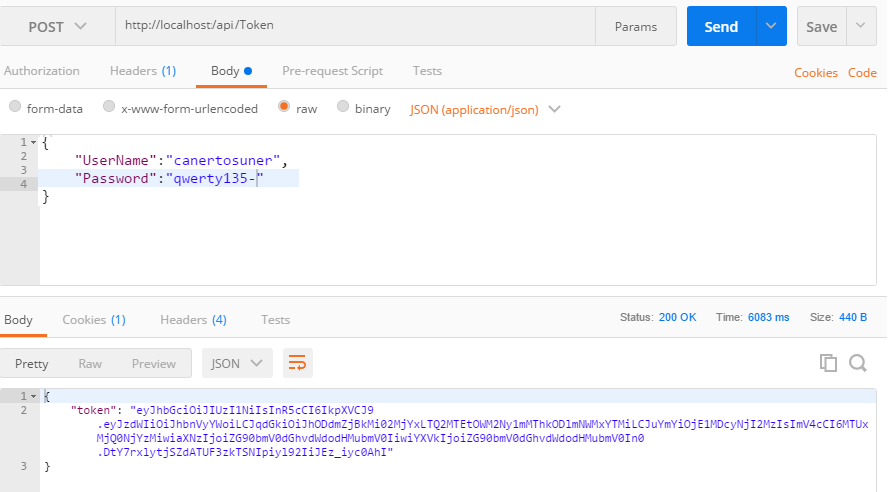 POST http://localhost/api/Token Params Send Save
Authorization Headers (1) Body Pre-request Script Tests Cookies Code
form-data x-www-form-urlencoded raw binary JSON (application/json)
1 {
2 "UserName":"canertosuner",
3 "Password":"qwerty135-"
4 }
Body Cookies (1) Headers (4) Tests Status: 200 OK Time: 6083 ms Size: 440 B
Pretty Raw Preview JSON
1 {
2 "token": "eyJhbGciOiJIUzI1NiIsInR5cCI6IkpXVCJ9
.eyJzdWIiOiJhbnVyYWoiLCJqdGkiOiJhODdmZjBkMi02MjYxLTQ2MTEtOWM2Ny1mMThkODlmNWMxYTMiLCJuYmYiOjE1MDcyNjI2MzIsImV4cCI6MTUx
MjQ0NjYzMiwiaXNzIjoiZG90bmV0dGhvdWdodHMubmV0IiwiYXVkIjoiZG90bmV0dGhvdWdodHMubmV0In0
.DtY7rxlytjSZdATUF3zkTSNIpiyl92IiJEz_iyc0AhI"
3 }